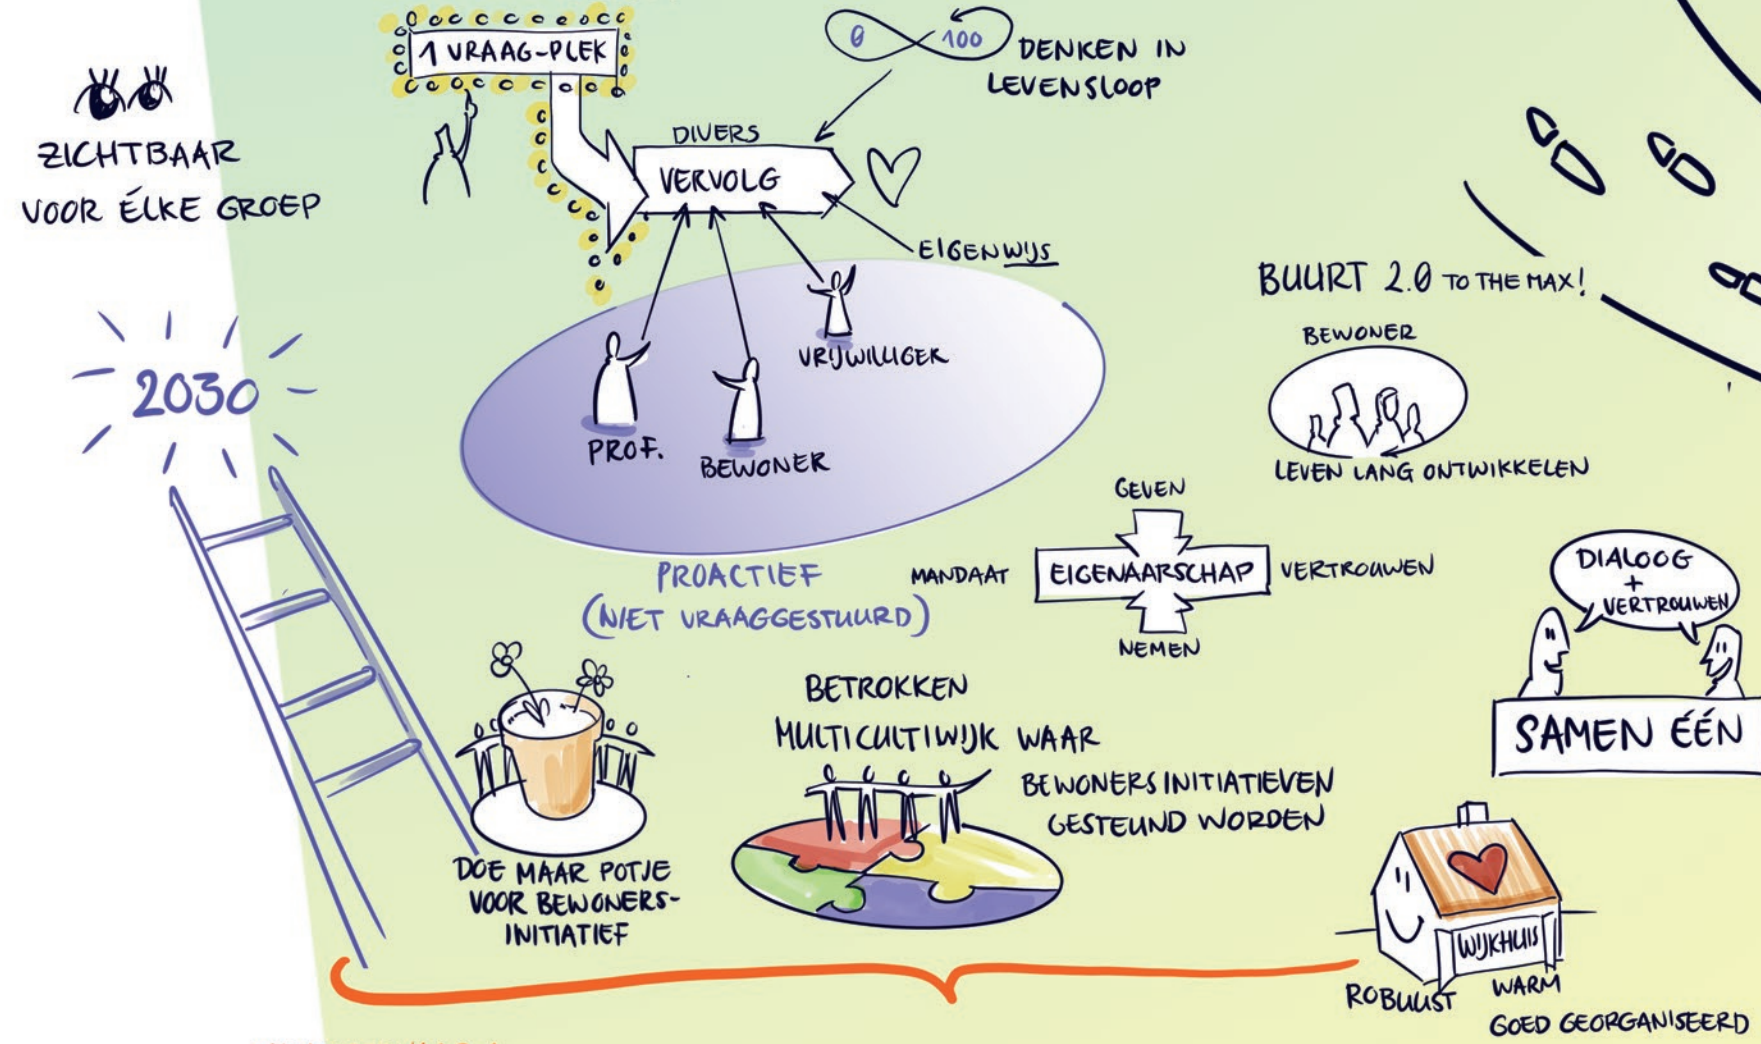 1 VRAAG-PLEK
0 100
DENKEN IN
LEVENSLOOP
ZICHTBAAR
VOOR ÉLKE GROEP
DIVERS
VERVOLG
EIGENWIJS
VRIJWILLIGER
PROF.
BEWONER
2030
PROACTIEF
(NIET VRAAGGESTUURD)
BUURT 2.0 TO THE MAX!
BEWONER
LEVEN LANG ONTWIKKELEN
GEVEN
MANDAAT
EIGENAARSCHAP
VERTROUWEN
NEMEN
DIALOOG
+
VERTROUWEN
SAMEN ÉÉN
BETROKKEN
MULTICULTIWIJK WAAR
BEWONERSINITIATIEVEN
GESTEUND WORDEN
DOE MAAR POTJE
VOOR BEWONERS-
INITIATIEF
WIJKHUIS
ROBUUST
WARM
GOED GEORGANISEERD